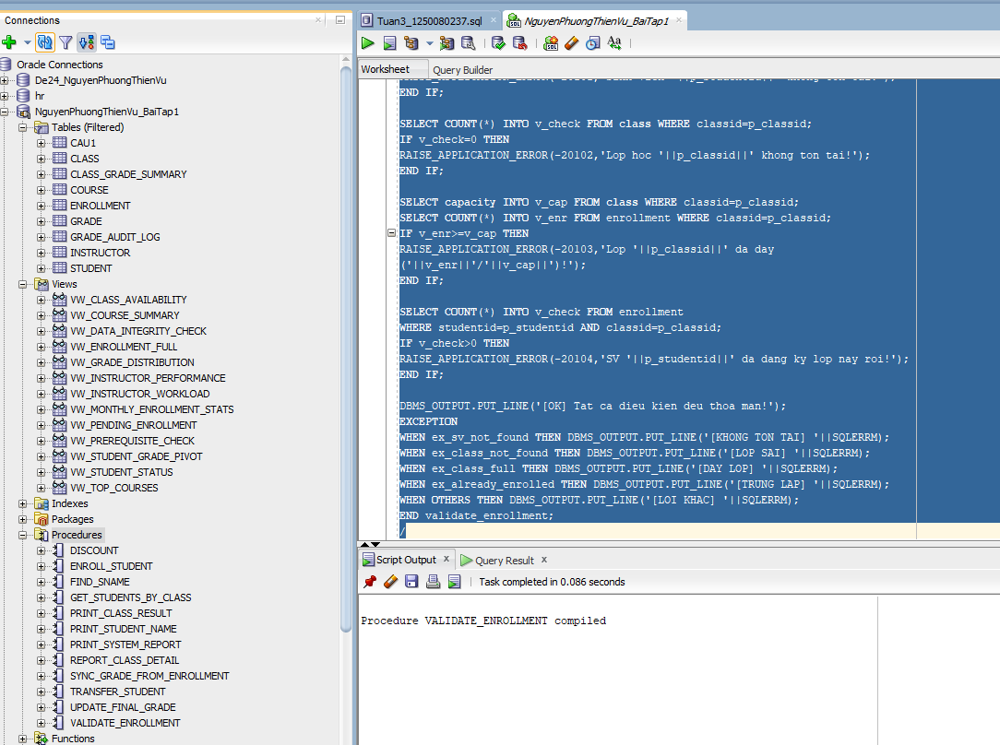 Connections
Oracle Connections
De24_NguyenPhuongThienVu
hr
NguyenPhuongThienVu_BaiTap1
Tables (Filtered)
CAU1
CLASS
CLASS_GRADE_SUMMARY
COURSE
ENROLLMENT
GRADE
GRADE_AUDIT_LOG
INSTRUCTOR
STUDENT
Views
VW_CLASS_AVAILABILITY
VW_COURSE_SUMMARY
VW_DATA_INTEGRITY_CHECK
VW_ENROLLMENT_FULL
VW_GRADE_DISTRIBUTION
VW_INSTRUCTOR_PERFORMANCE
VW_INSTRUCTOR_WORKLOAD
VW_MONTHLY_ENROLLMENT_STATS
VW_PENDING_ENROLLMENT
VW_PREREQUISITE_CHECK
VW_STUDENT_GRADE_PIVOT
VW_STUDENT_STATUS
VW_TOP_COURSES
Indexes
Packages
Procedures
DISCOUNT
ENROLL_STUDENT
FIND_SNAME
GET_STUDENTS_BY_CLASS
PRINT_CLASS_RESULT
PRINT_STUDENT_NAME
PRINT_SYSTEM_REPORT
REPORT_CLASS_DETAIL
SYNC_GRADE_FROM_ENROLLMENT
TRANSFER_STUDENT
UPDATE_FINAL_GRADE
VALIDATE_ENROLLMENT
Functions
Tuan3_1250080237.sql
NguyenPhuongThienVu_BaiTap1
Worksheet
Query Builder
END IF;
SELECT COUNT(*) INTO v_check FROM class WHERE classid=p_classid;
IF v_check=0 THEN
RAISE_APPLICATION_ERROR(-20102,'Lop hoc '||p_classid||' khong ton tai!');
END IF;
SELECT capacity INTO v_cap FROM class WHERE classid=p_classid;
SELECT COUNT(*) INTO v_enr FROM enrollment WHERE classid=p_classid;
IF v_enr>=v_cap THEN
RAISE_APPLICATION_ERROR(-20103,'Lop '||p_classid||' da day
('||v_enr||'/'||v_cap||')!');
END IF;
SELECT COUNT(*) INTO v_check FROM enrollment
WHERE studentid=p_studentid AND classid=p_classid;
IF v_check>0 THEN
RAISE_APPLICATION_ERROR(-20104,'SV '||p_studentid||' da dang ky lop nay roi!');
END IF;
DBMS_OUTPUT.PUT_LINE('[OK] Tat ca dieu kien deu thoa man!');
EXCEPTION
WHEN ex_sv_not_found THEN DBMS_OUTPUT.PUT_LINE('[KHONG TON TAI] '||SQLERRM);
WHEN ex_class_not_found THEN DBMS_OUTPUT.PUT_LINE('[LOP SAI] '||SQLERRM);
WHEN ex_class_full THEN DBMS_OUTPUT.PUT_LINE('[DAY LOP] '||SQLERRM);
WHEN ex_already_enrolled THEN DBMS_OUTPUT.PUT_LINE('[TRUNG LAP] '||SQLERRM);
WHEN OTHERS THEN DBMS_OUTPUT.PUT_LINE('[LOI KHAC] '||SQLERRM);
END validate_enrollment;
/
Script Output
Query Result
Task completed in 0.086 seconds
Procedure VALIDATE_ENROLLMENT compiled